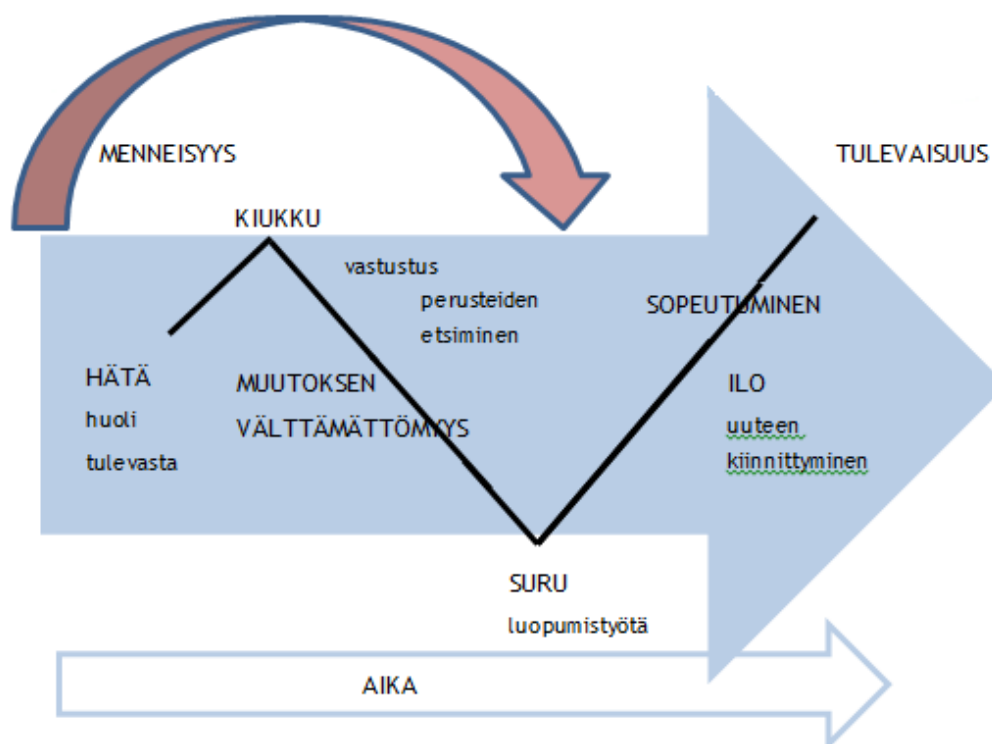 MENNEISYYS
TULEVAISUUS
KIUKKU
vastustus
perusteiden
etsiminen
SOPEUTUMINEN
HÄTÄ
huoli
tulevasta
MUUTOKSEN
VÄLTTÄMÄTTÖMYYS
ILO
uuteen
kiinnittyminen
SURU
luopumistyötä
AIKA